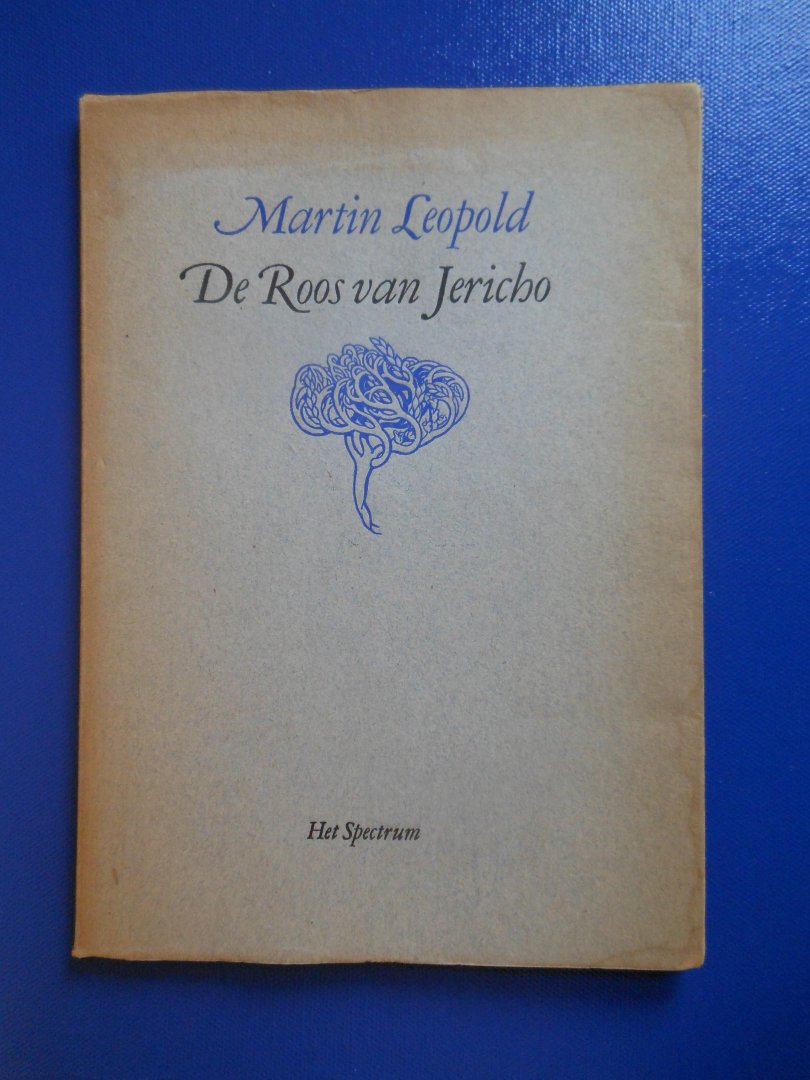 Martin Leopold
De Roos van Jericho
Het Spectrum